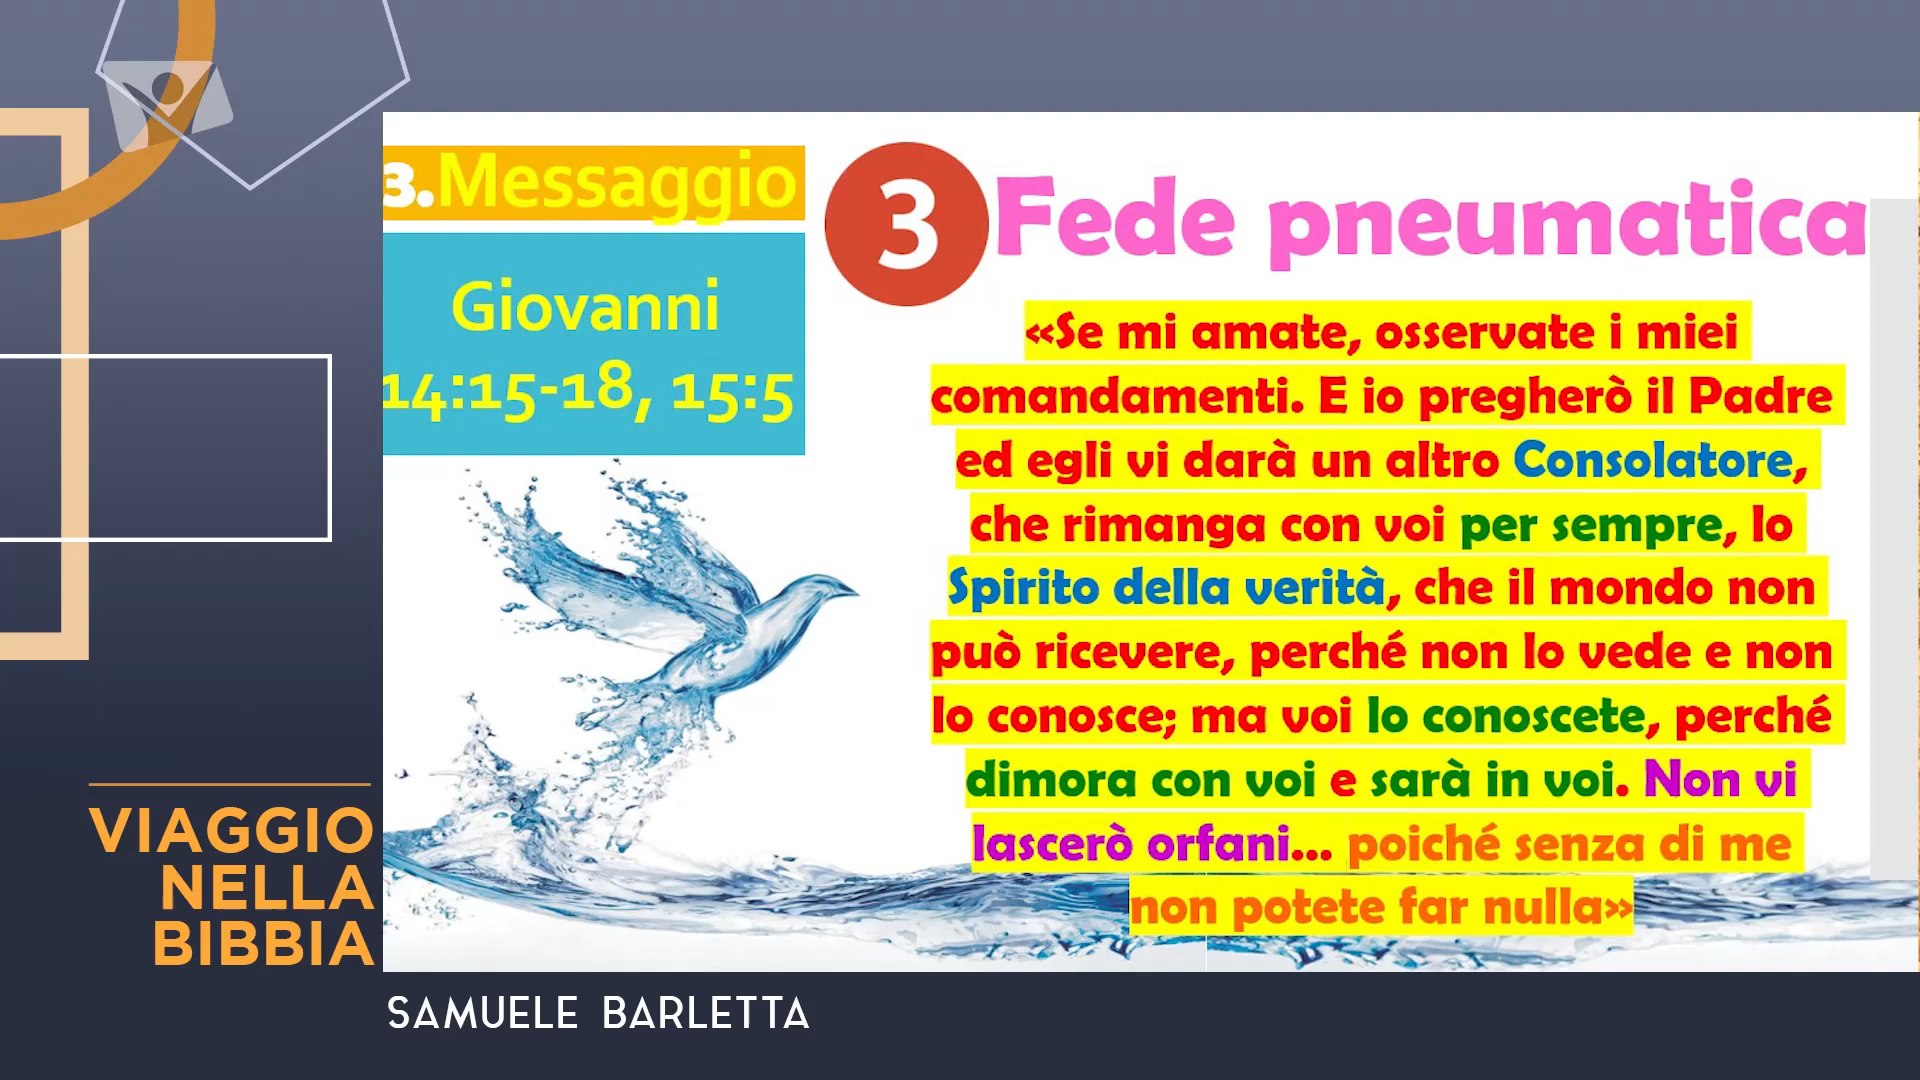 3.Messaggio
Giovanni
14:15-18, 15:5
3 Fede pneumatica
«Se mi amate, osservate i miei
comandamenti. E io pregherò il Padre
ed egli vi darà un altro Consolatore,
che rimanga con voi per sempre, lo
Spirito della verità, che il mondo non
può ricevere, perché non lo vede e non
lo conosce; ma voi lo conoscete, perché
dimora con voi e sarà in voi. Non vi
lascerò orfani... poiché senza di me
non potete far nulla»
VIAGGIO
NELLA
BIBBIA
SAMUELE BARLETTA